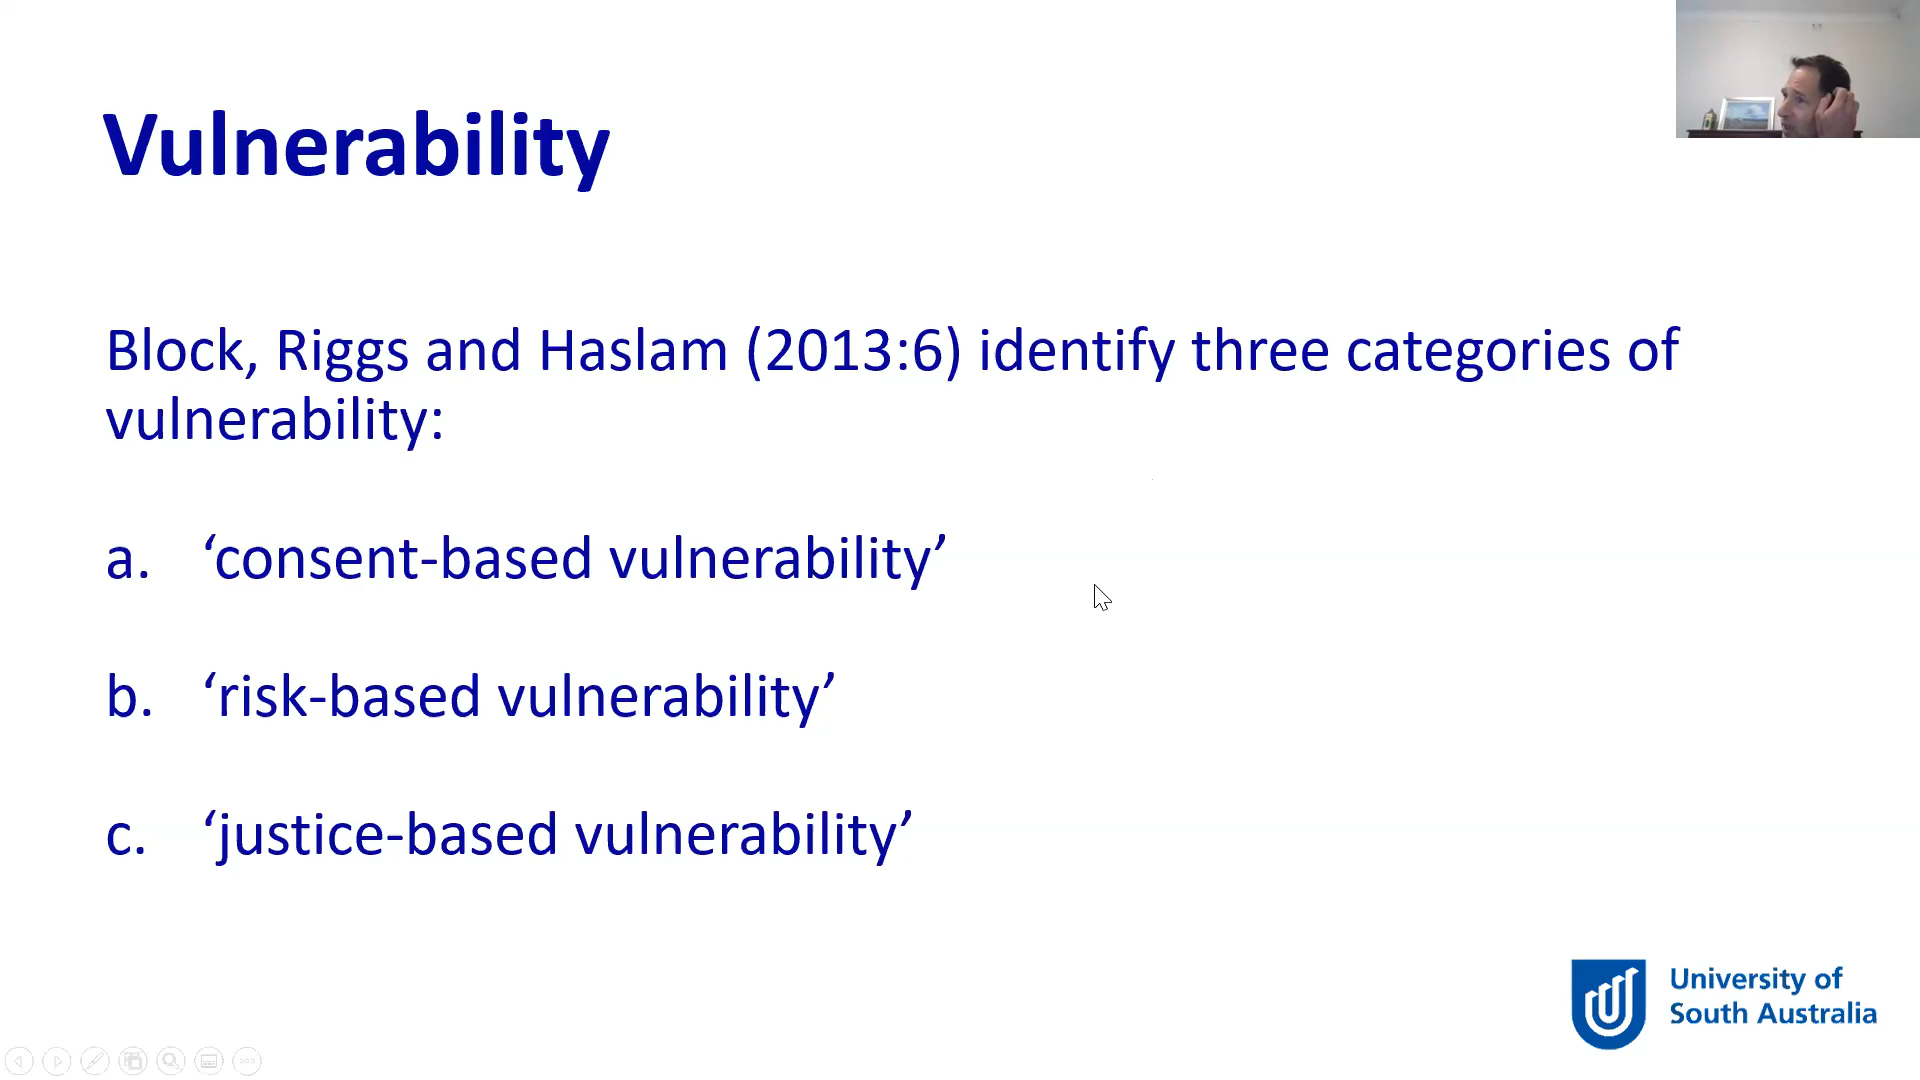 Vulnerability
Block, Riggs and Haslam (2013:6) identify three categories of
vulnerability:
a. ‘consent-based vulnerability’
b. ‘risk-based vulnerability’
c. ‘justice-based vulnerability’
University of
South Australia